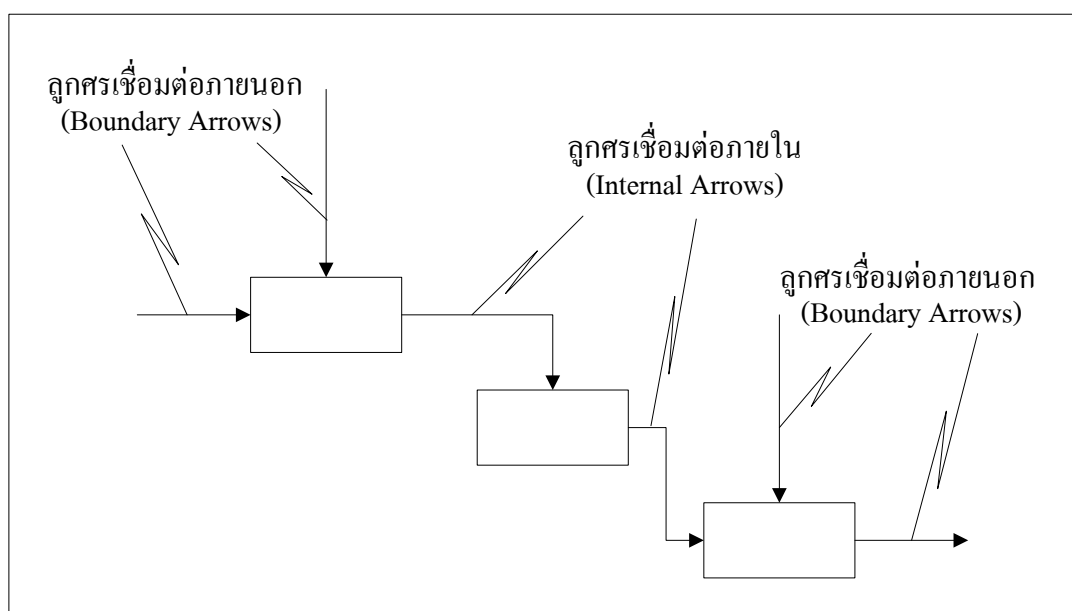 ลูกศรเชื่อมต่อภายนอก
(Boundary Arrows)
ลูกศรเชื่อมต่อภายใน
(Internal Arrows)
ลูกศรเชื่อมต่อภายนอก
(Boundary Arrows)